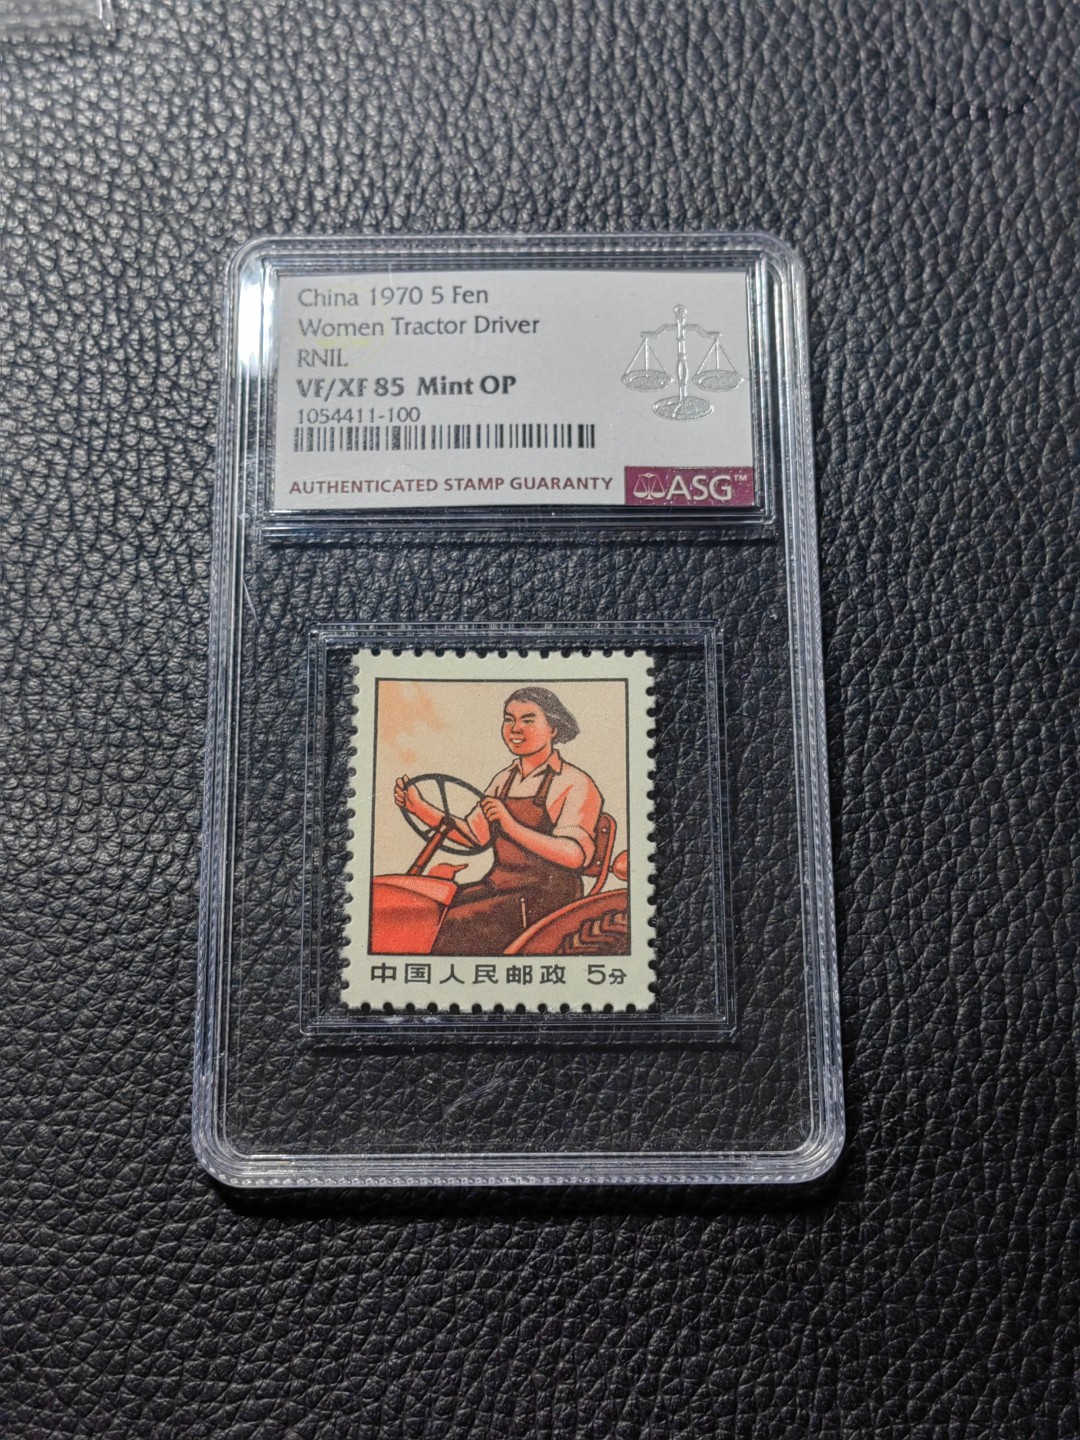 China 1970 5 Fen
Women Tractor Driver
RNIL
VF/XF 85 Mint OP
1054411-100
AUTHENTICATED STAMP GUARANTY
ASG™
中国人民邮政 5分